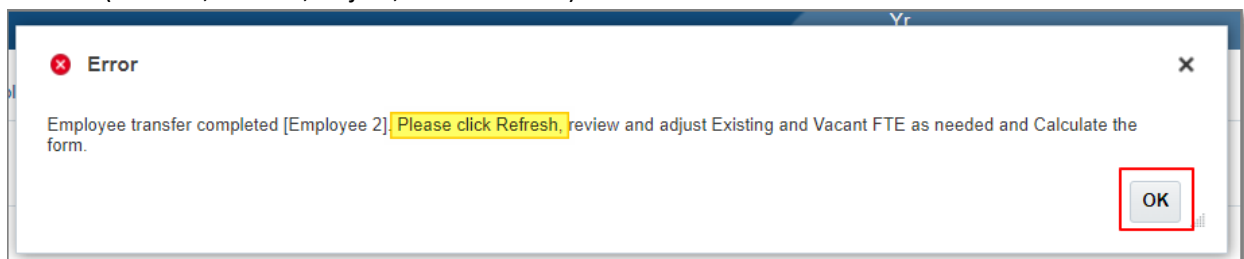 Yr
Error
Employee transfer completed [Employee 2]. Please click Refresh, review and adjust Existing and Vacant FTE as needed and Calculate the
form.
OK